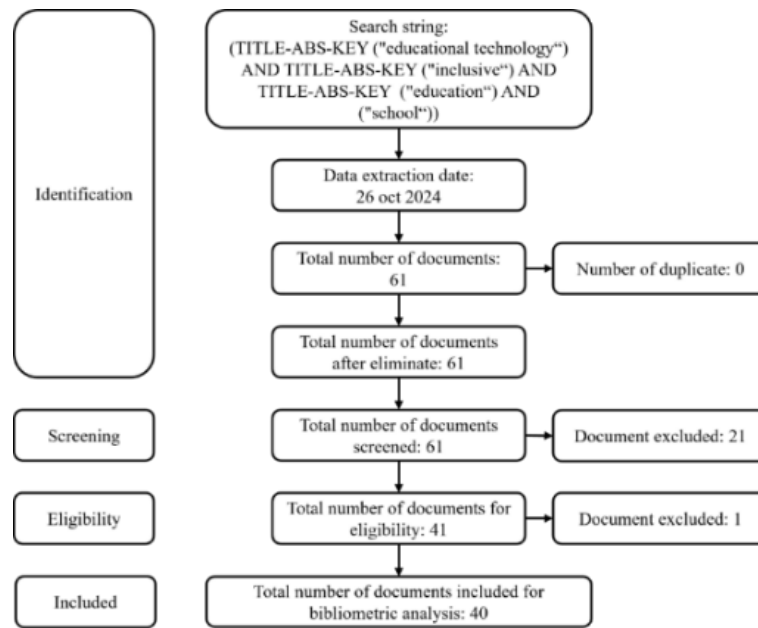 Search string:
(TITLE-ABS-KEY ("educational technology“)
AND TITLE-ABS-KEY ("inclusive“) AND
TITLE-ABS-KEY ("education“) AND
("school“))
Identification
Data extraction date:
26 oct 2024
Total number of documents:
61
Number of duplicate: 0
Total number of documents
after eliminate: 61
Screening
Total number of documents
screened: 61
Document excluded: 21
Eligibility
Total number of documents for
eligibility: 41
Document excluded: 1
Included
Total number of documents included for
bibliometric analysis: 40